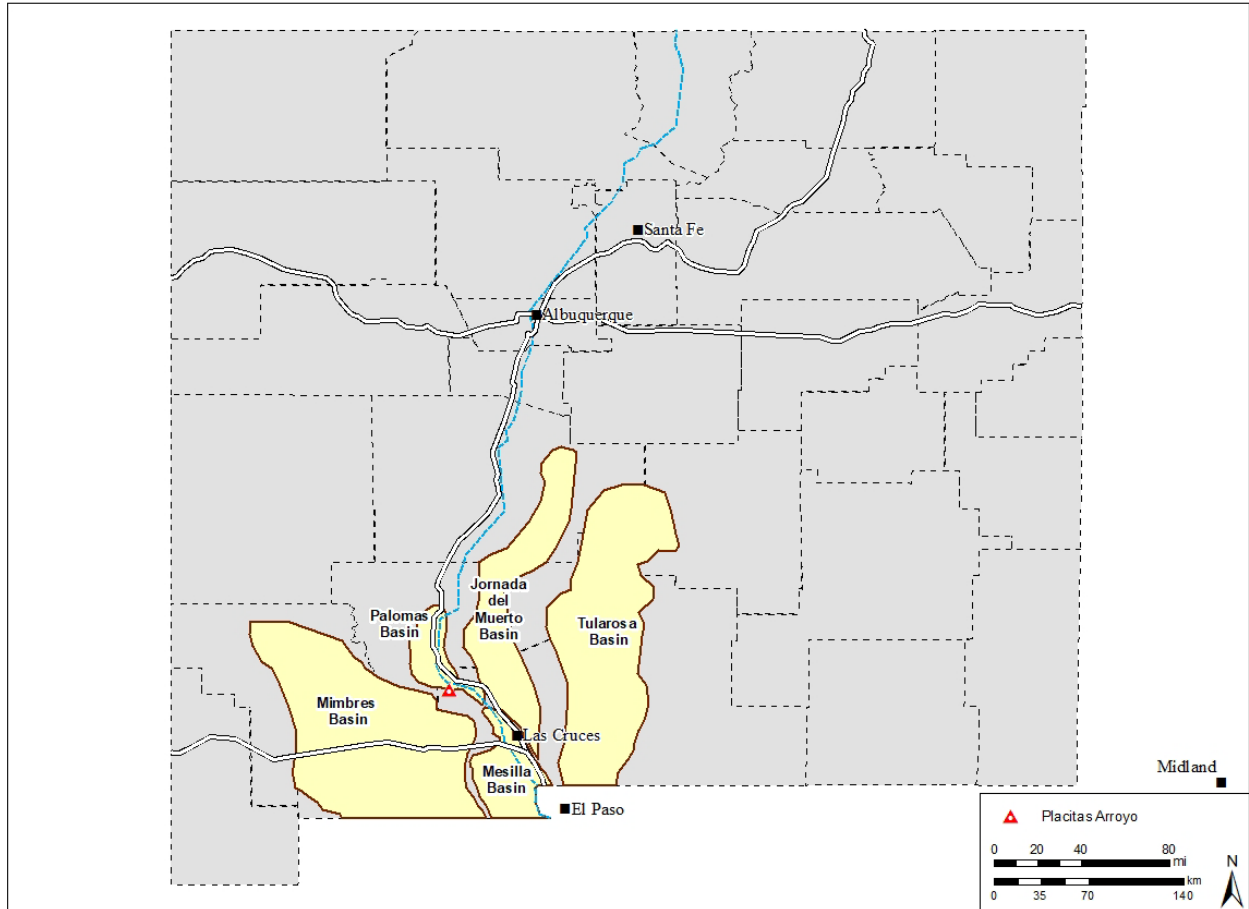 Santa Fe
Albuquerque
Jornada
del
Muerto
Basin
Palomas
Basin
Tularosa
Basin
Mimbres
Basin
Las Cruces
Mesilla
Basin
El Paso
Midland
Placitas Arroyo
0 20 40 80
mi
km
0 35 70 140
N